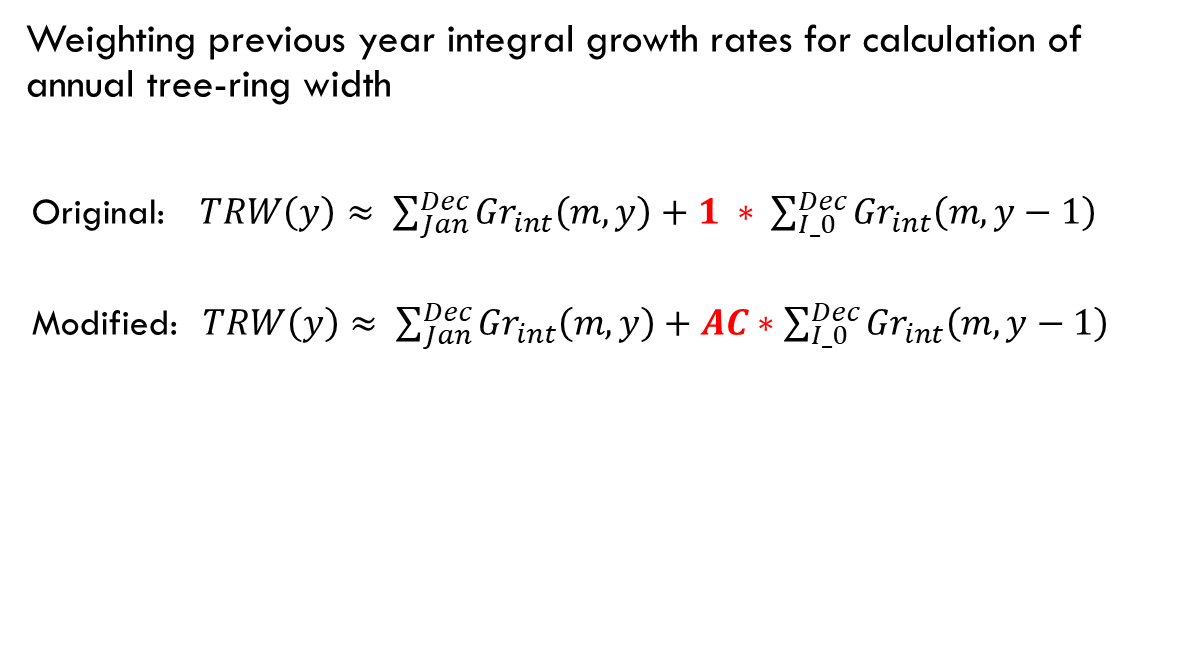 Weighting previous year integral growth rates for calculation of
annual tree-ring width
Original: 𝑇𝑅𝑊(𝑦) ≈ ∑_{Jan}^{Dec} Gr_{int}(m, y) + 1 * ∑_{I_0}^{Dec} Gr_{int}(m, y − 1)
Modified: 𝑇𝑅𝑊(𝑦) ≈ ∑_{Jan}^{Dec} Gr_{int}(m, y) + AC * ∑_{I_0}^{Dec} Gr_{int}(m, y − 1)